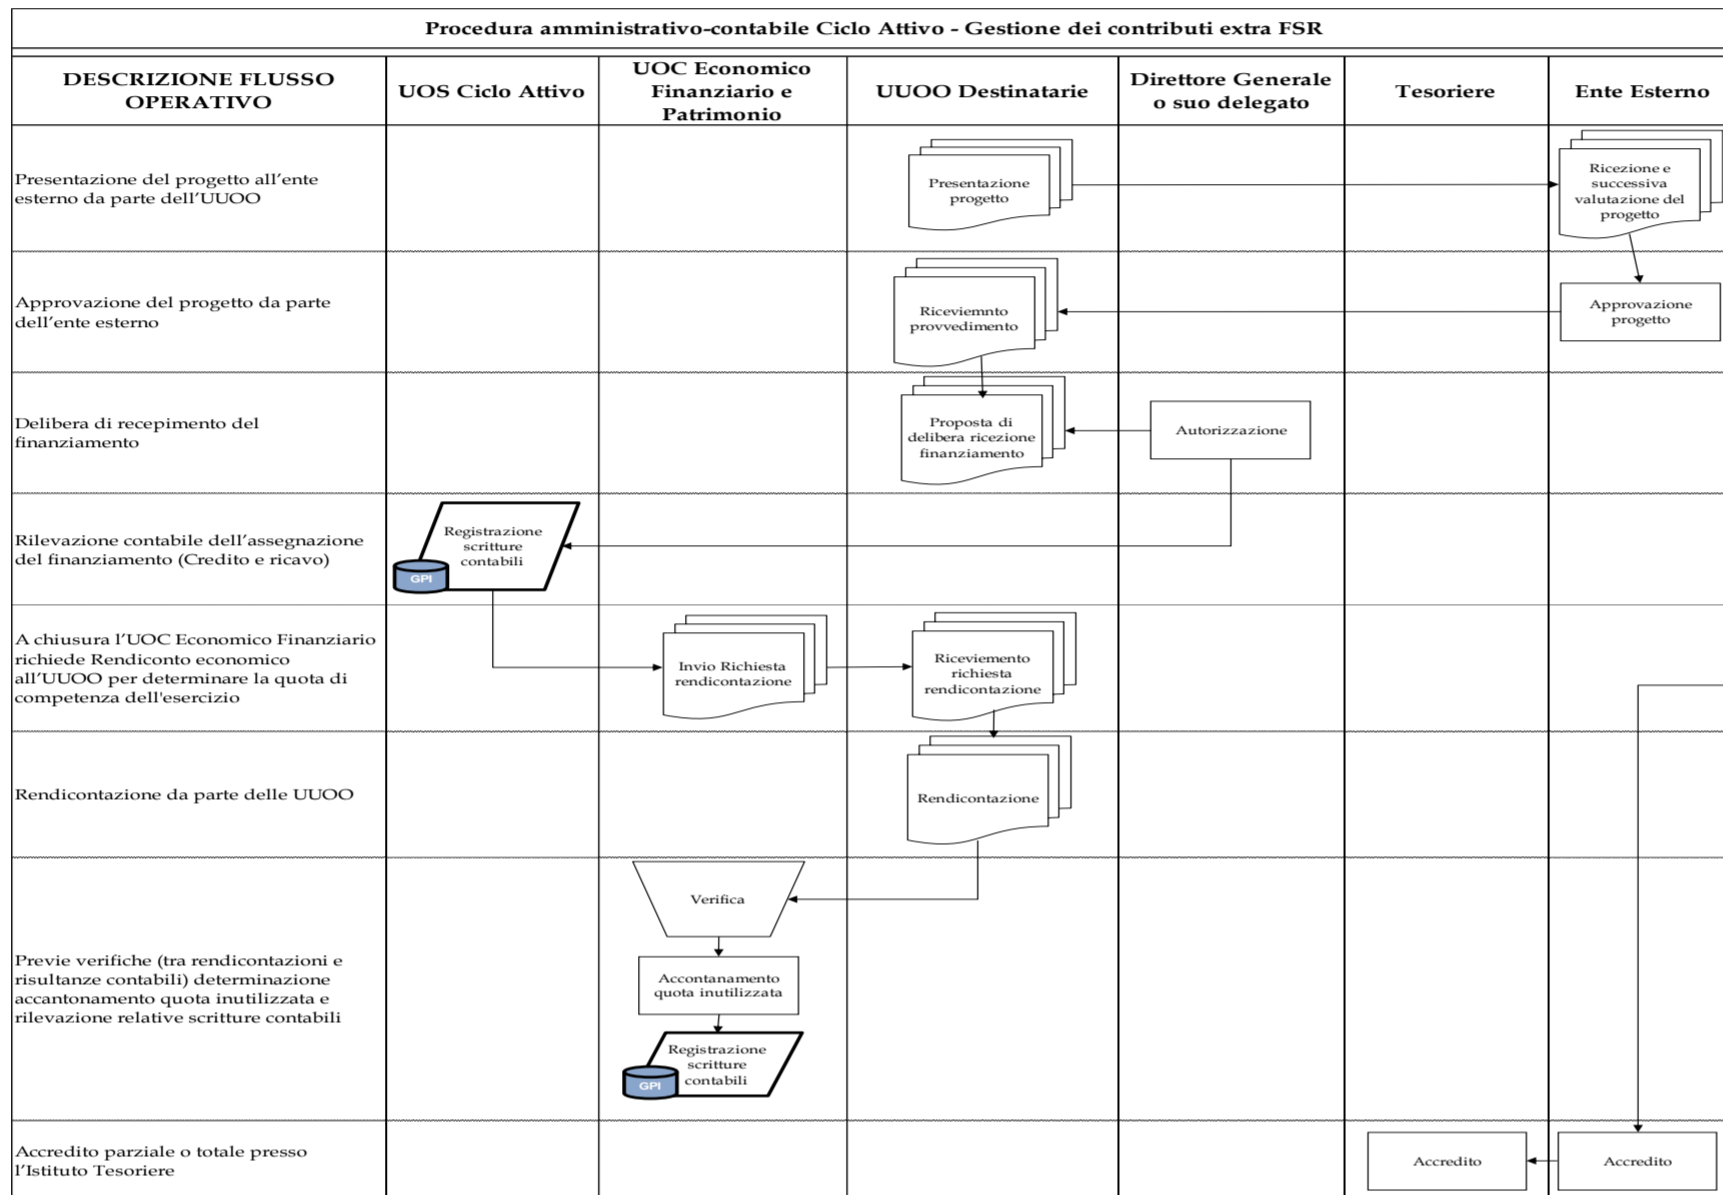 Procedura amministrativo-contabile Ciclo Attivo - Gestione dei contributi extra FSR
DESCRIZIONE FLUSSO
OPERATIVO
UOS Ciclo Attivo
UOC Economico
Finanziario e
Patrimonio
UUOO Destinatarie
Direttore Generale
o suo delegato
Tesoriere
Ente Esterno
Presentazione del progetto all'ente
esterno da parte dell'UUOO
Presentazione
progetto
Ricezione e
successiva
valutazione del
progetto
Approvazione del progetto da parte
dell'ente esterno
Riceviemnto
provvedimento
Approvazione
progetto
Delibera di recepimento del
finanziamento
Proposta di
delibera ricezione
finanziamento
Autorizzazione
Rilevazione contabile dell'assegnazione
del finanziamento (Credito e ricavo)
Registrazione
scritture
contabili
GPI
A chiusura l'UOC Economico Finanziario
richiede Rendiconto economico
all'UUOO per determinare la quota di
competenza dell'esercizio
Invio Richiesta
rendicontazione
Riceviemento
richiesta
rendicontazione
Rendicontazione da parte delle UUOO
Rendicontazione
Previe verifiche (tra rendicontazioni e
risultanze contabili) determinazione
accantonamento quota inutilizzata e
rilevazione relative scritture contabili
Verifica
Accontanamento
quota inutilizzata
Registrazione
scritture
contabili
GPI
Accredito parziale o totale presso
l'Istituto Tesoriere
Accredito
Accredito